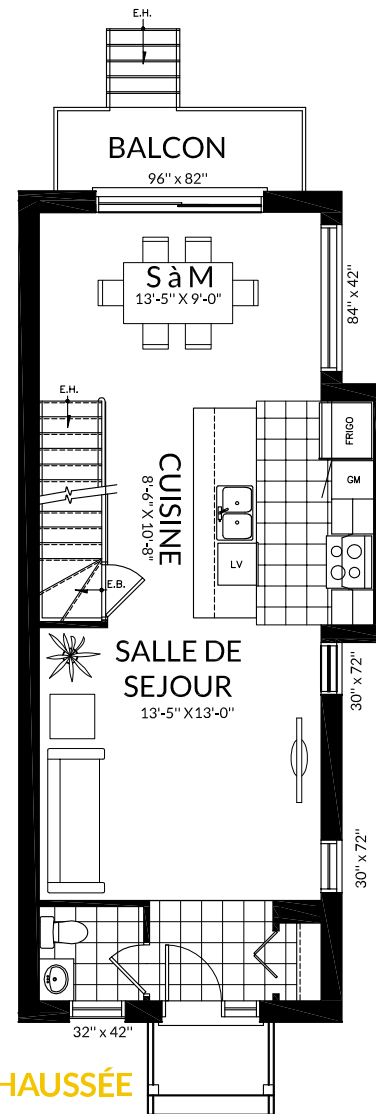 E.H.
BALCON
96" x 82"
S à M
13'-5" X 9'-0"
84" x 42"
E.H.
FRIGO
CUISINE
8'-6" X 10'-8"
GM
LV
E.B.
SALLE DE
SEJOUR
13'-5" X 13'-0"
30" x 72"
30" x 72"
32" x 42"
HAUSSÉE